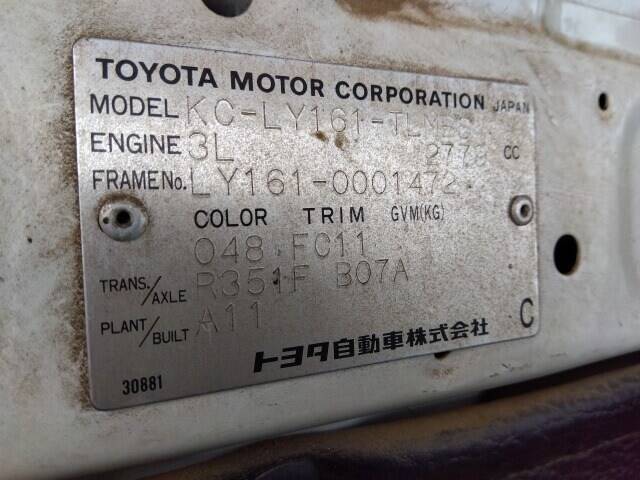 TOYOTA MOTOR CORPORATION JAPAN
MODEL KC-LY161-TLMBS
ENGINE 3L 2779 CC
FRAME No. LY161-0001472
COLOR TRIM GVM(KG)
048 FC11
TRANS./AXLE R351F B07A
PLANT/BUILT A11
C
トヨタ自動車株式会社
30881